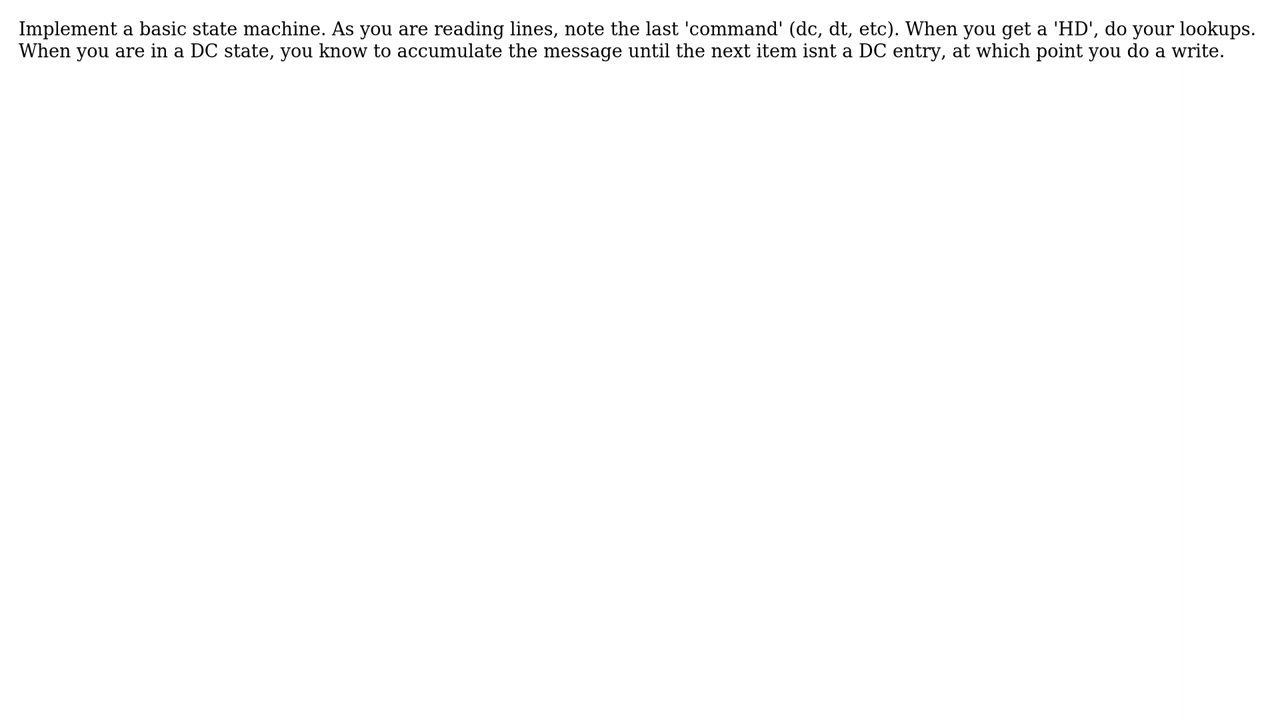 Implement a basic state machine. As you are reading lines, note the last 'command' (dc, dt, etc). When you get a 'HD', do your lookups.
When you are in a DC state, you know to accumulate the message until the next item isnt a DC entry, at which point you do a write.